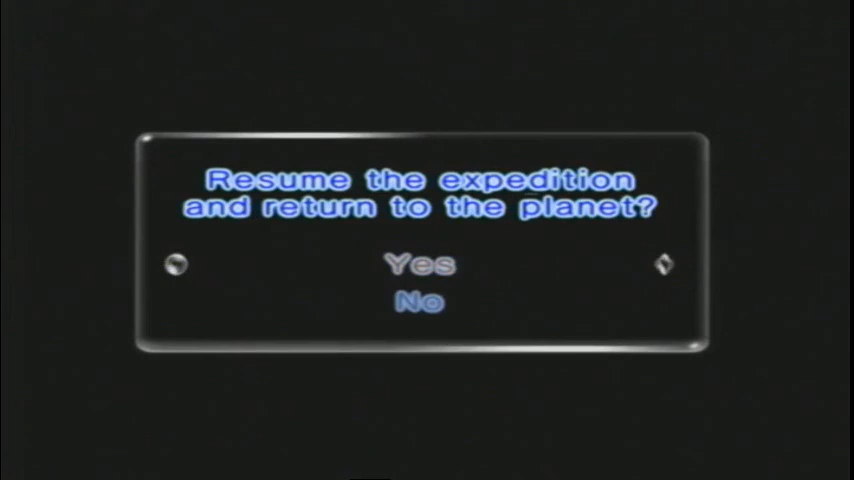 Resume the expedition
and return to the planet?
Yes
No